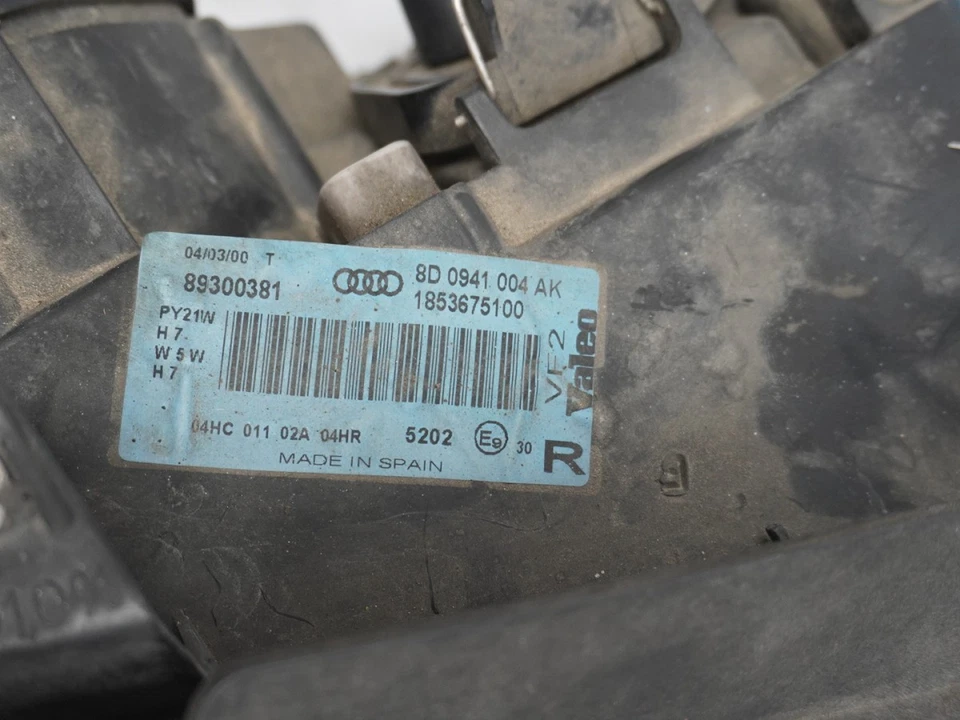 04/03/00 T
89300381
8D 0941 004 AK
1853675100
PY21W
H 7
W 5 W
H 7
VF2
Valeo
04HC 011 02A 04HR 5202 E9 30 R
MADE IN SPAIN